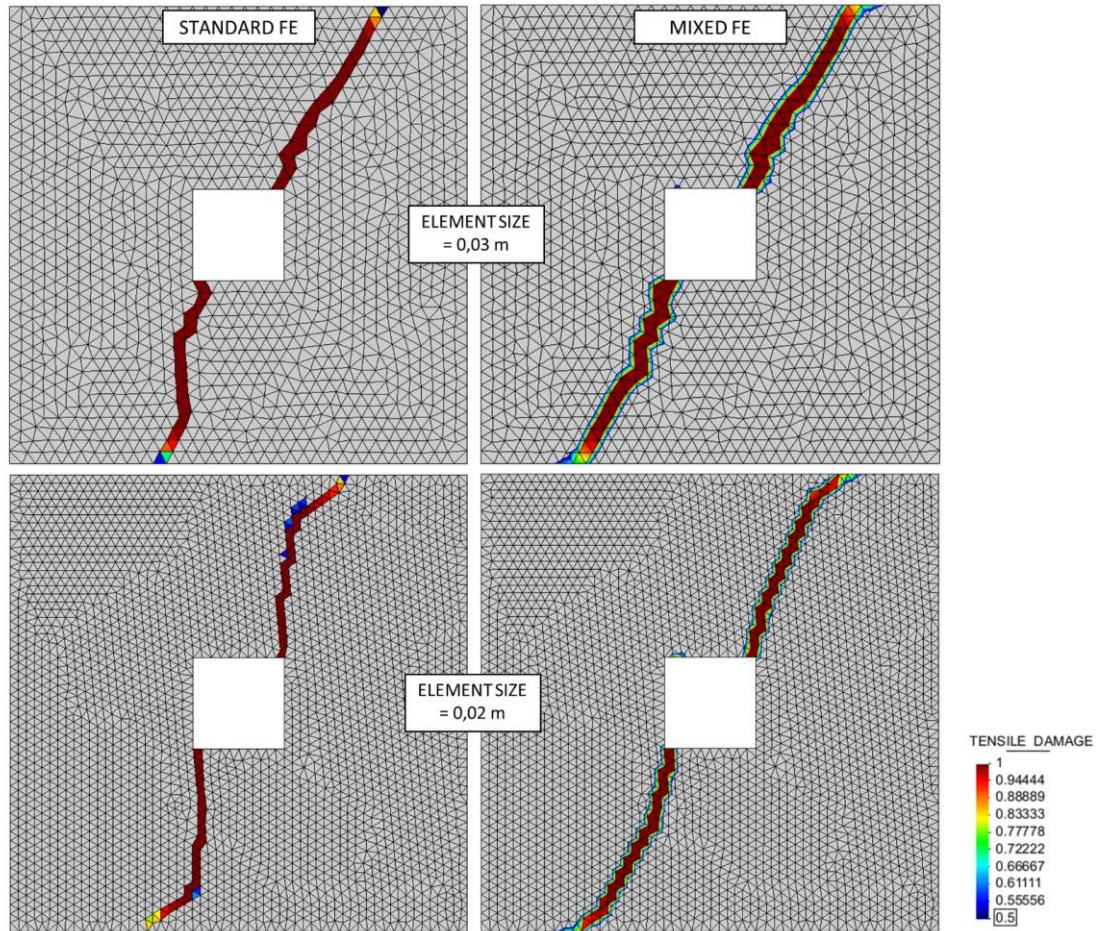 STANDARD FE
MIXED FE
ELEMENT SIZE
= 0,03 m
ELEMENT SIZE
= 0,02 m
TENSILE DAMAGE
1
0.94444
0.88889
0.83333
0.77778
0.72222
0.66667
0.61111
0.55556
0.5